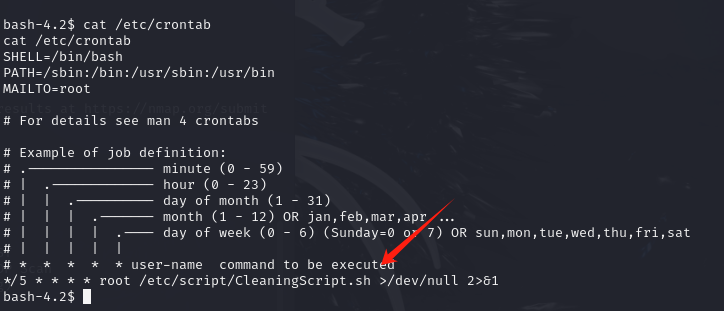 bash-4.2$ cat /etc/crontab
cat /etc/crontab
SHELL=/bin/bash
PATH=/sbin:/bin:/usr/sbin:/usr/bin
MAILTO=root
# For details see man 4 crontabs
# Example of job definition:
# .---------------- minute (0 - 59)
# |  .------------- hour (0 - 23)
# |  |  .---------- day of month (1 - 31)
# |  |  |  .------- month (1 - 12) OR jan,feb,mar,apr ...
# |  |  |  |  .---- day of week (0 - 6) (Sunday=0 or 7) OR sun,mon,tue,wed,thu,fri,sat
# |  |  |  |  |
# *  *  *  *  * user-name  command to be executed
*/5 * * * * root /etc/script/CleaningScript.sh >/dev/null 2>&1
bash-4.2$